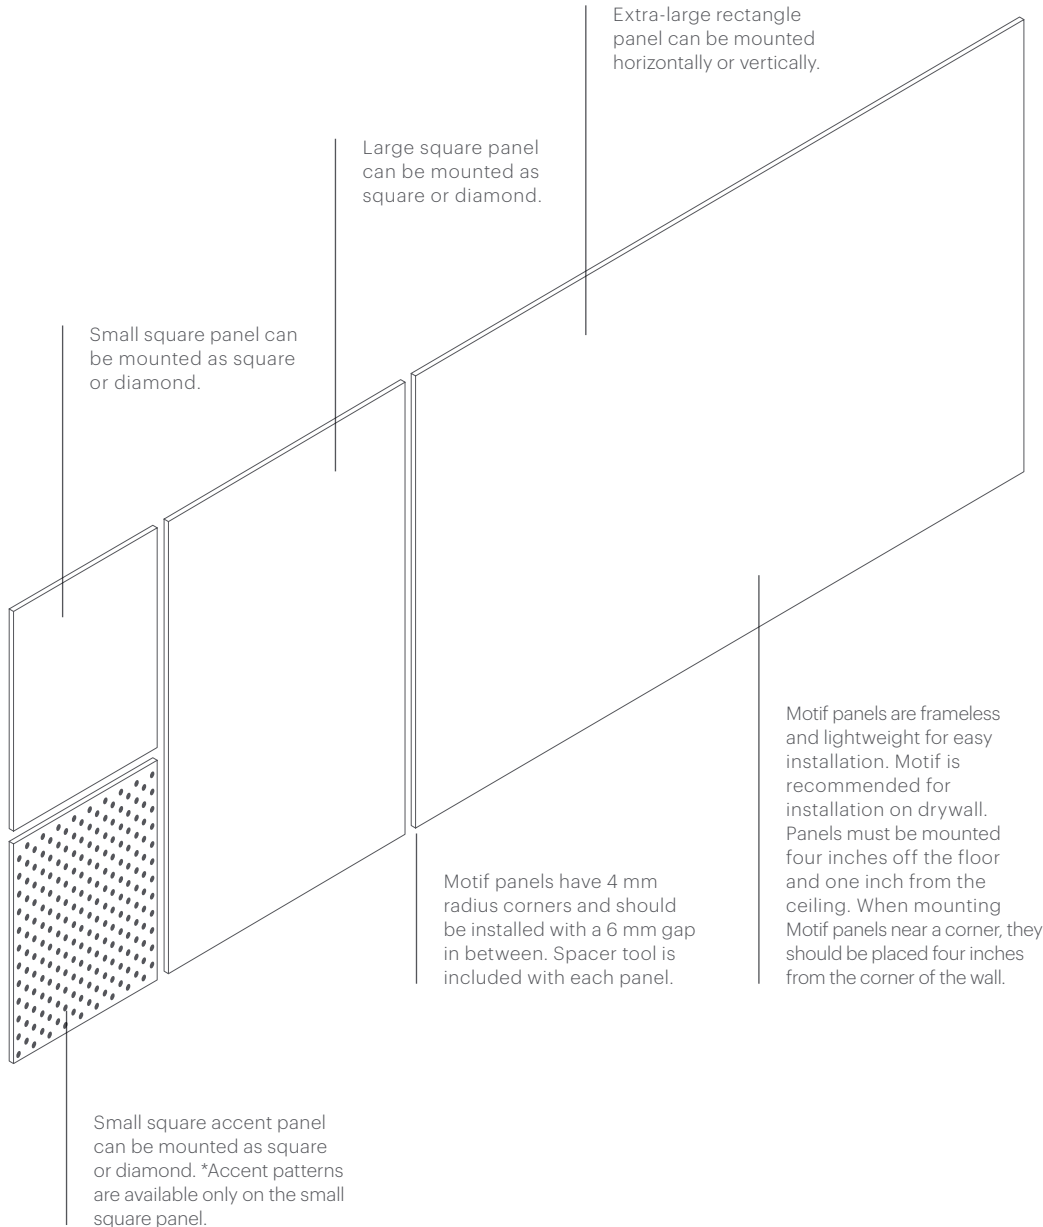 Extra-large rectangle
panel can be mounted
horizontally or vertically.
Large square panel
can be mounted as
square or diamond.
Small square panel can
be mounted as square
or diamond.
Motif panels are frameless
and lightweight for easy
installation. Motif is
recommended for
installation on drywall.
Panels must be mounted
four inches off the floor
and one inch from the
ceiling. When mounting
Motif panels near a corner, they
should be placed four inches
from the corner of the wall.
Motif panels have 4 mm
radius corners and should
be installed with a 6 mm gap
in between. Spacer tool is
included with each panel.
Small square accent panel
can be mounted as square
or diamond. *Accent patterns
are available only on the small
square panel.